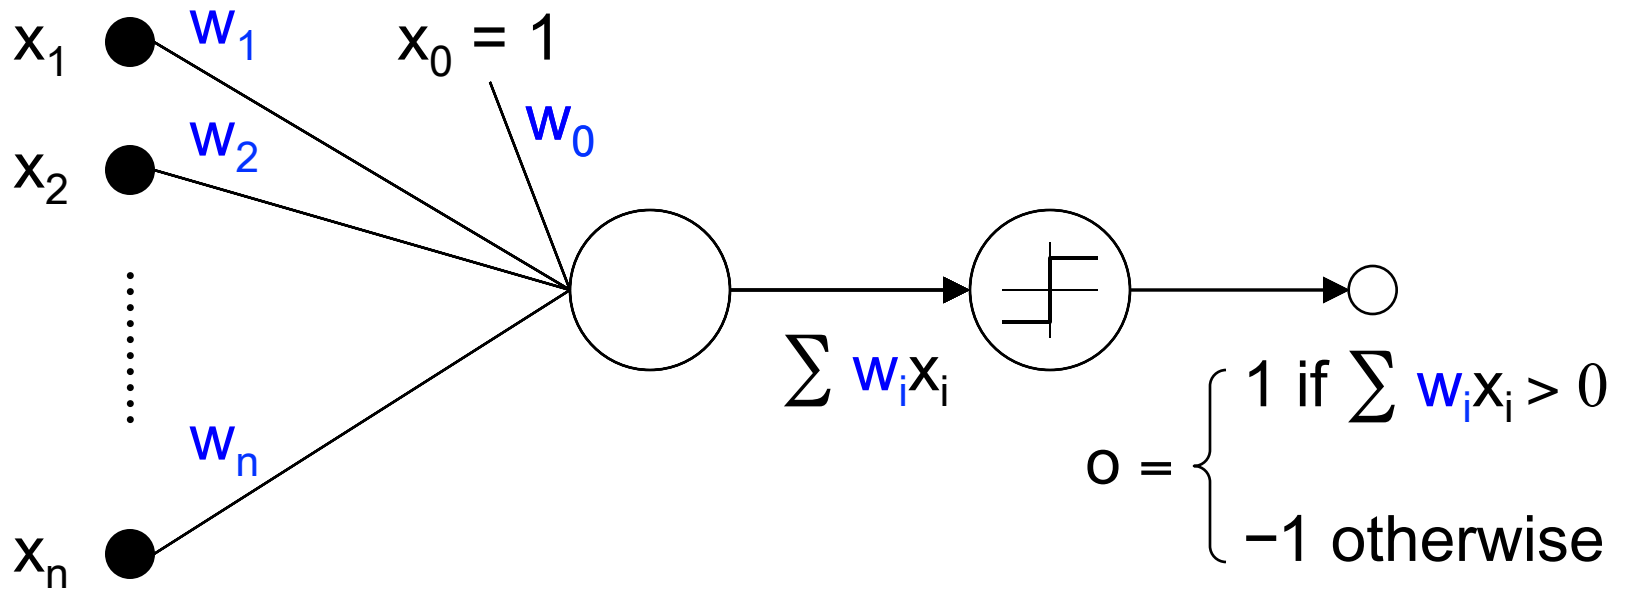 x₁ w₁
x₀ = 1
w₀
x₂ w₂
∑ wᵢxᵢ
wₙ
xₙ
o = { 1 if ∑ wᵢxᵢ > 0
−1 otherwise